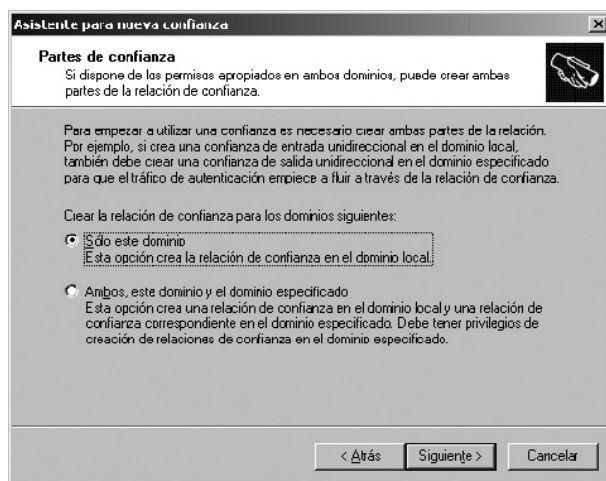 Asistente para nueva confianza
Partes de confianza
Si dispone de los permisos apropiados en ambos dominios, puede crear ambas
partes de la relación de confianza.
Para empezar a utilizar una confianza es necesario crear ambas partes de la relación.
Por ejemplo, si crea una confianza de entrada unidireccional en el dominio local,
también debe crear una confianza de salida unidireccional en el dominio especificado
para que el tráfico de autenticación empiece a fluir a través de la relación de confianza.
Crear la relación de confianza para los dominios siguientes:
Sólo este dominio
Esta opción crea la relación de confianza en el dominio local.
Ambos, este dominio y el dominio especificado
Esta opción crea una relación de confianza en el dominio local y una relación de
confianza correspondiente en el dominio especificado. Debe tener privilegios de
creación de relaciones de confianza en el dominio especificado.
< Atrás Siguiente > Cancelar